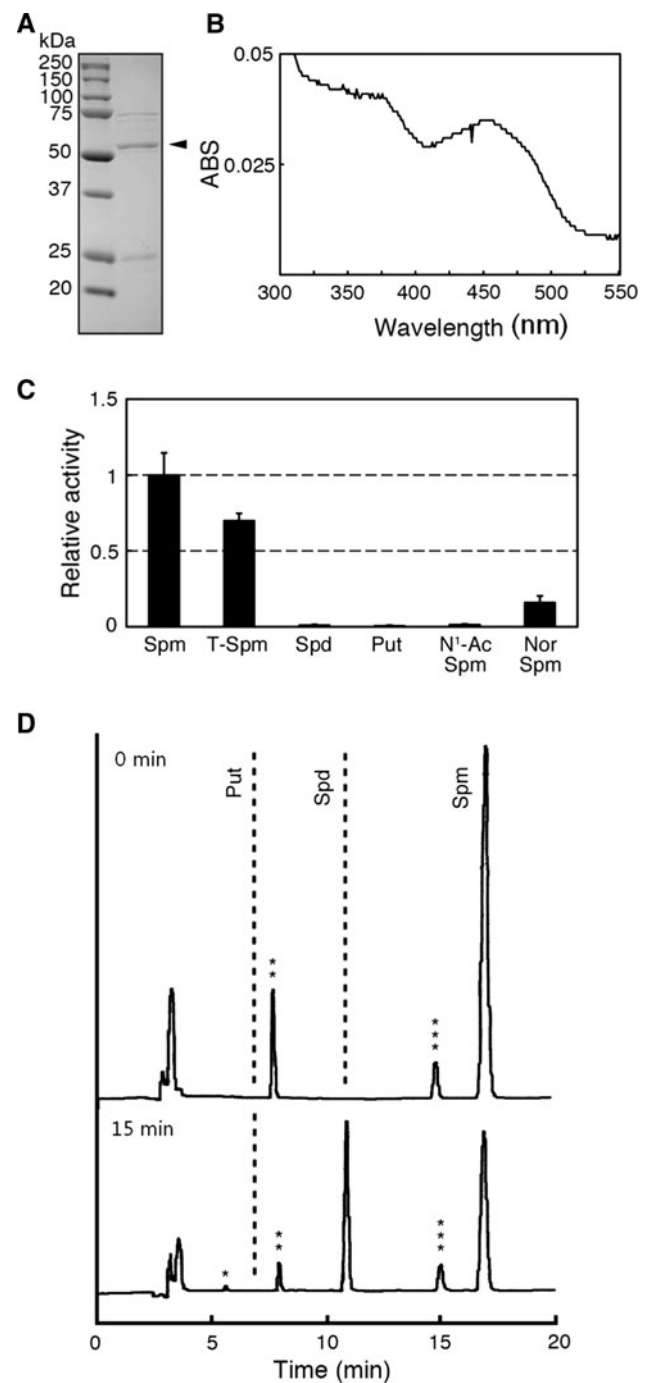 A
kDa
250
150
100
75
50
37
25
20
B
0.05
0.025
ABS
300 350 400 450 500 550
Wavelength (nm)
C
1.5
1
0.5
0
Relative activity
Spm T-Spm Spd Put N¹-Ac Spm Nor Spm
D
0 min
Put
Spd
Spm
**
***
15 min
*
**
***
0 5 10 15 20
Time (min)